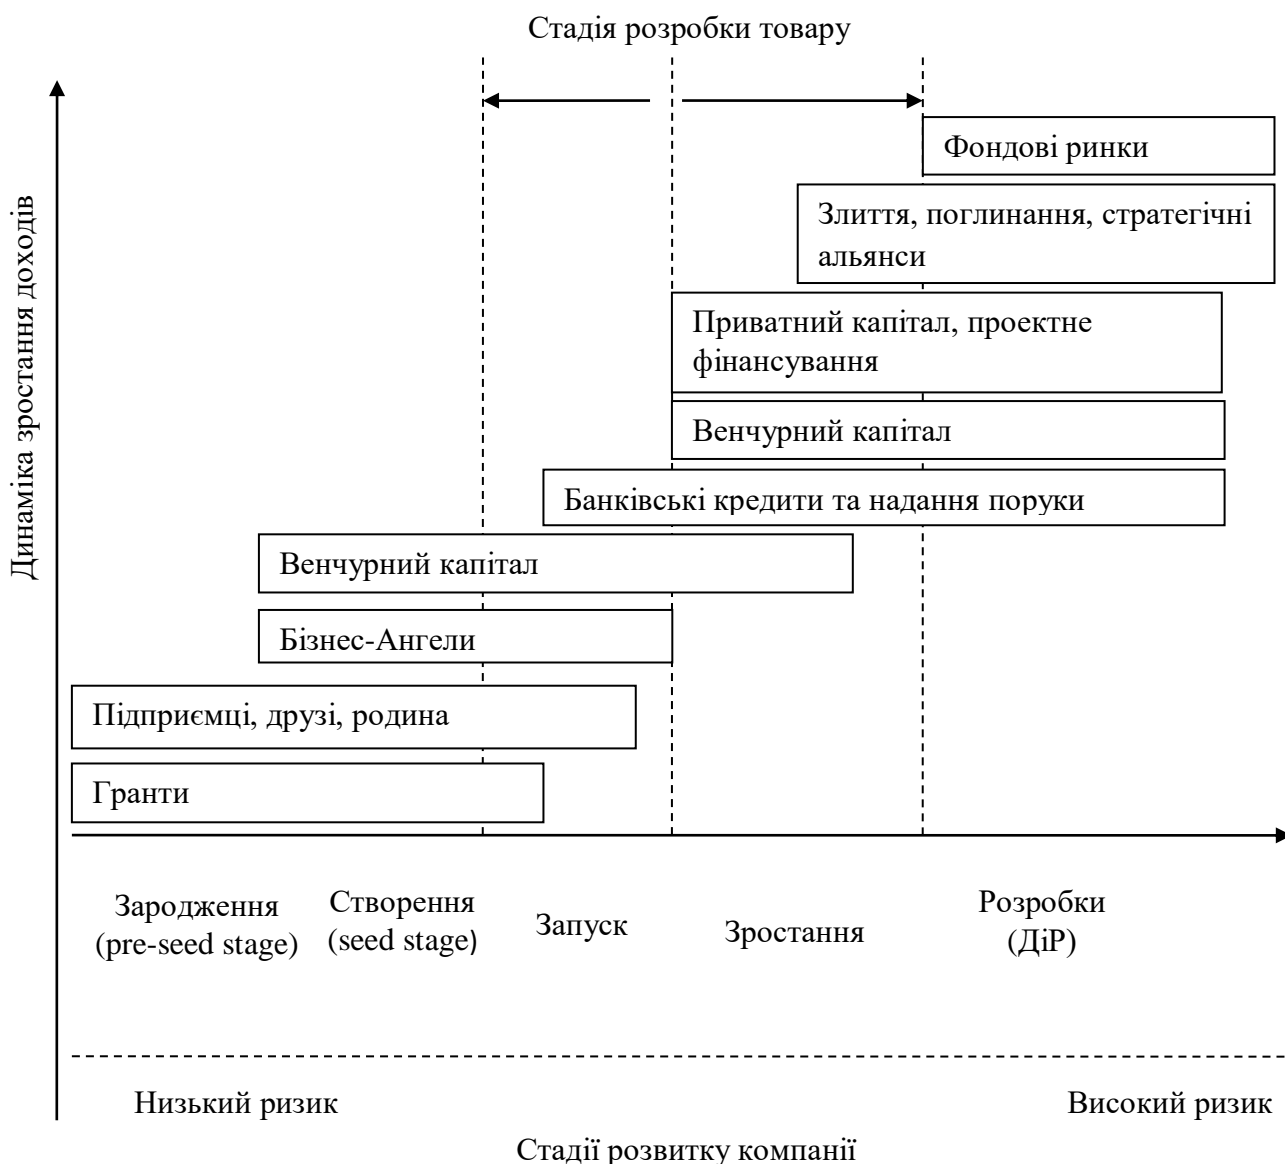 Стадія розробки товару
Динаміка зростання доходів
Фондові ринки
Злиття, поглинання, стратегічні
альянси
Приватний капітал, проектне
фінансування
Венчурний капітал
Банківські кредити та надання поруки
Венчурний капітал
Бізнес-Ангели
Підприємці, друзі, родина
Гранти
Зародження
(pre-seed stage)
Створення
(seed stage)
Запуск
Зростання
Розробки
(ДіР)
Низький ризик
Високий ризик
Стадії розвитку компанії